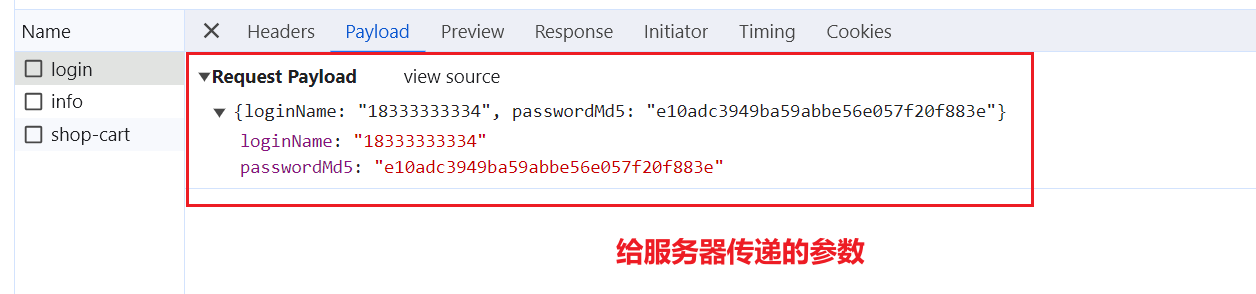 Name
Headers Payload Preview Response Initiator Timing Cookies
login
info
shop-cart
▼Request Payload view source
▼ {loginName: "18333333334", passwordMd5: "e10adc3949ba59abbe56e057f20f883e"}
loginName: "18333333334"
passwordMd5: "e10adc3949ba59abbe56e057f20f883e"
给服务器传递的参数